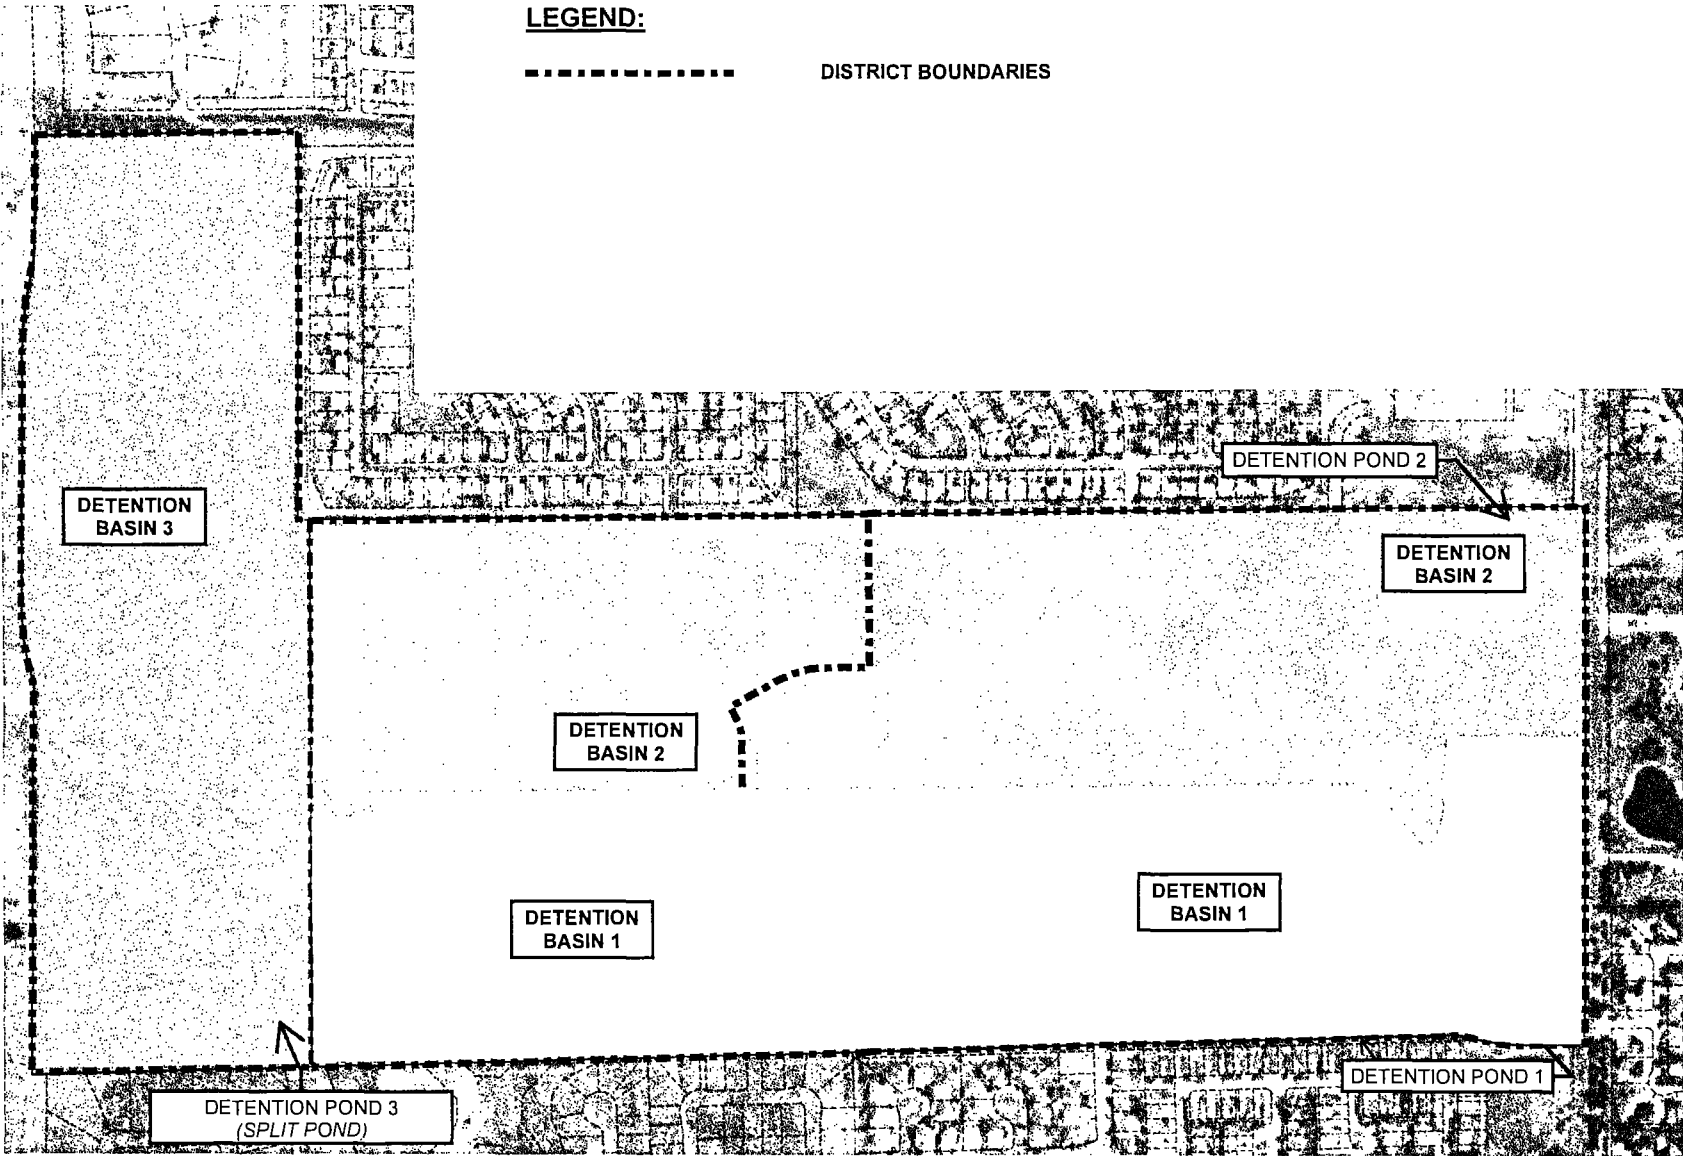 LEGEND:
DISTRICT BOUNDARIES
DETENTION POND 2
DETENTION
BASIN 3
DETENTION
BASIN 2
DETENTION
BASIN 2
DETENTION
BASIN 1
DETENTION
BASIN 1
DETENTION POND 1
DETENTION POND 3
(SPLIT POND)